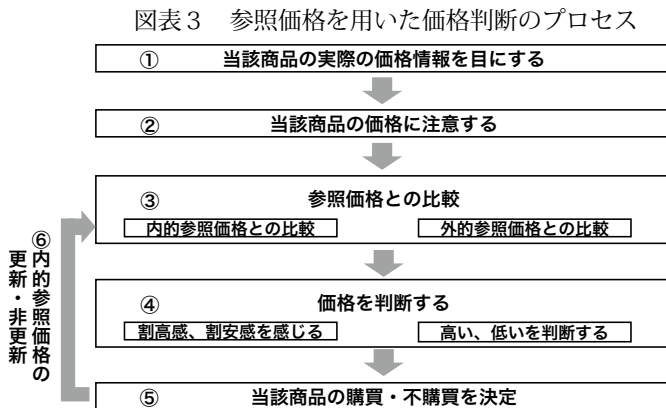 図表３　参照価格を用いた価格判断のプロセス
① 当該商品の実際の価格情報を目にする
② 当該商品の価格に注意する
③ 参照価格との比較
内的参照価格との比較 外的参照価格との比較
④ 価格を判断する
割高感、割安感を感じる 高い、低いを判断する
⑤ 当該商品の購買・不購買を決定
⑥内的参照価格の
更新・非更新